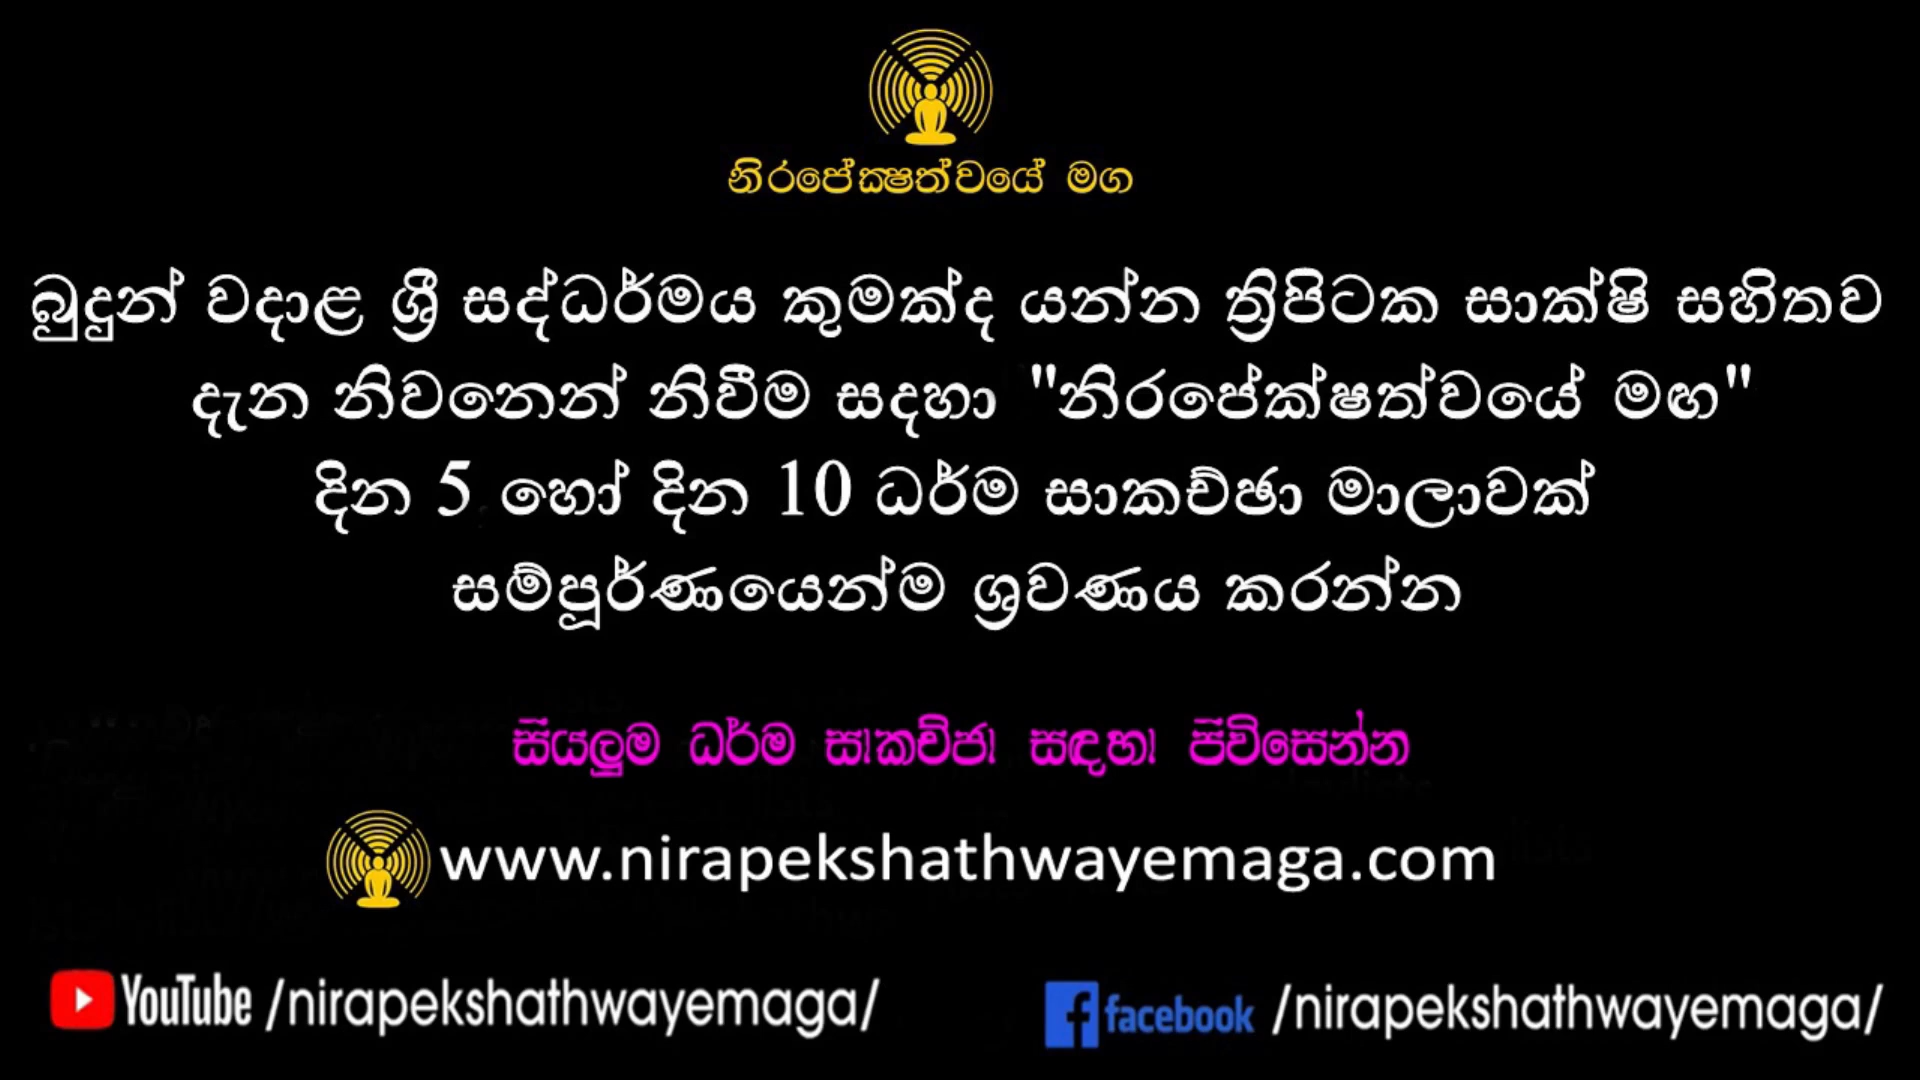 නිරපේක්‍ෂත්වයේ මග
බුදුන් වදාළ ශ්‍රී සද්ධර්මය කුමක්ද යන්න ත්‍රිපිටක සාක්ෂි සහිතව
දැන නිවනෙන් නිවීම සදහා "නිරපේක්ෂත්වයේ මඟ"
දින 5 හෝ දින 10 ධර්ම සාකච්ඡා මාලාවක්
සම්පූර්ණයෙන්ම ශ්‍රවණය කරන්න
සියලුම ධර්ම සාකච්ඡා සඳහා පිවිසෙන්න
www.nirapekshathwayemaga.com
YouTube /nirapekshathwayemaga/
facebook /nirapekshathwayemaga/